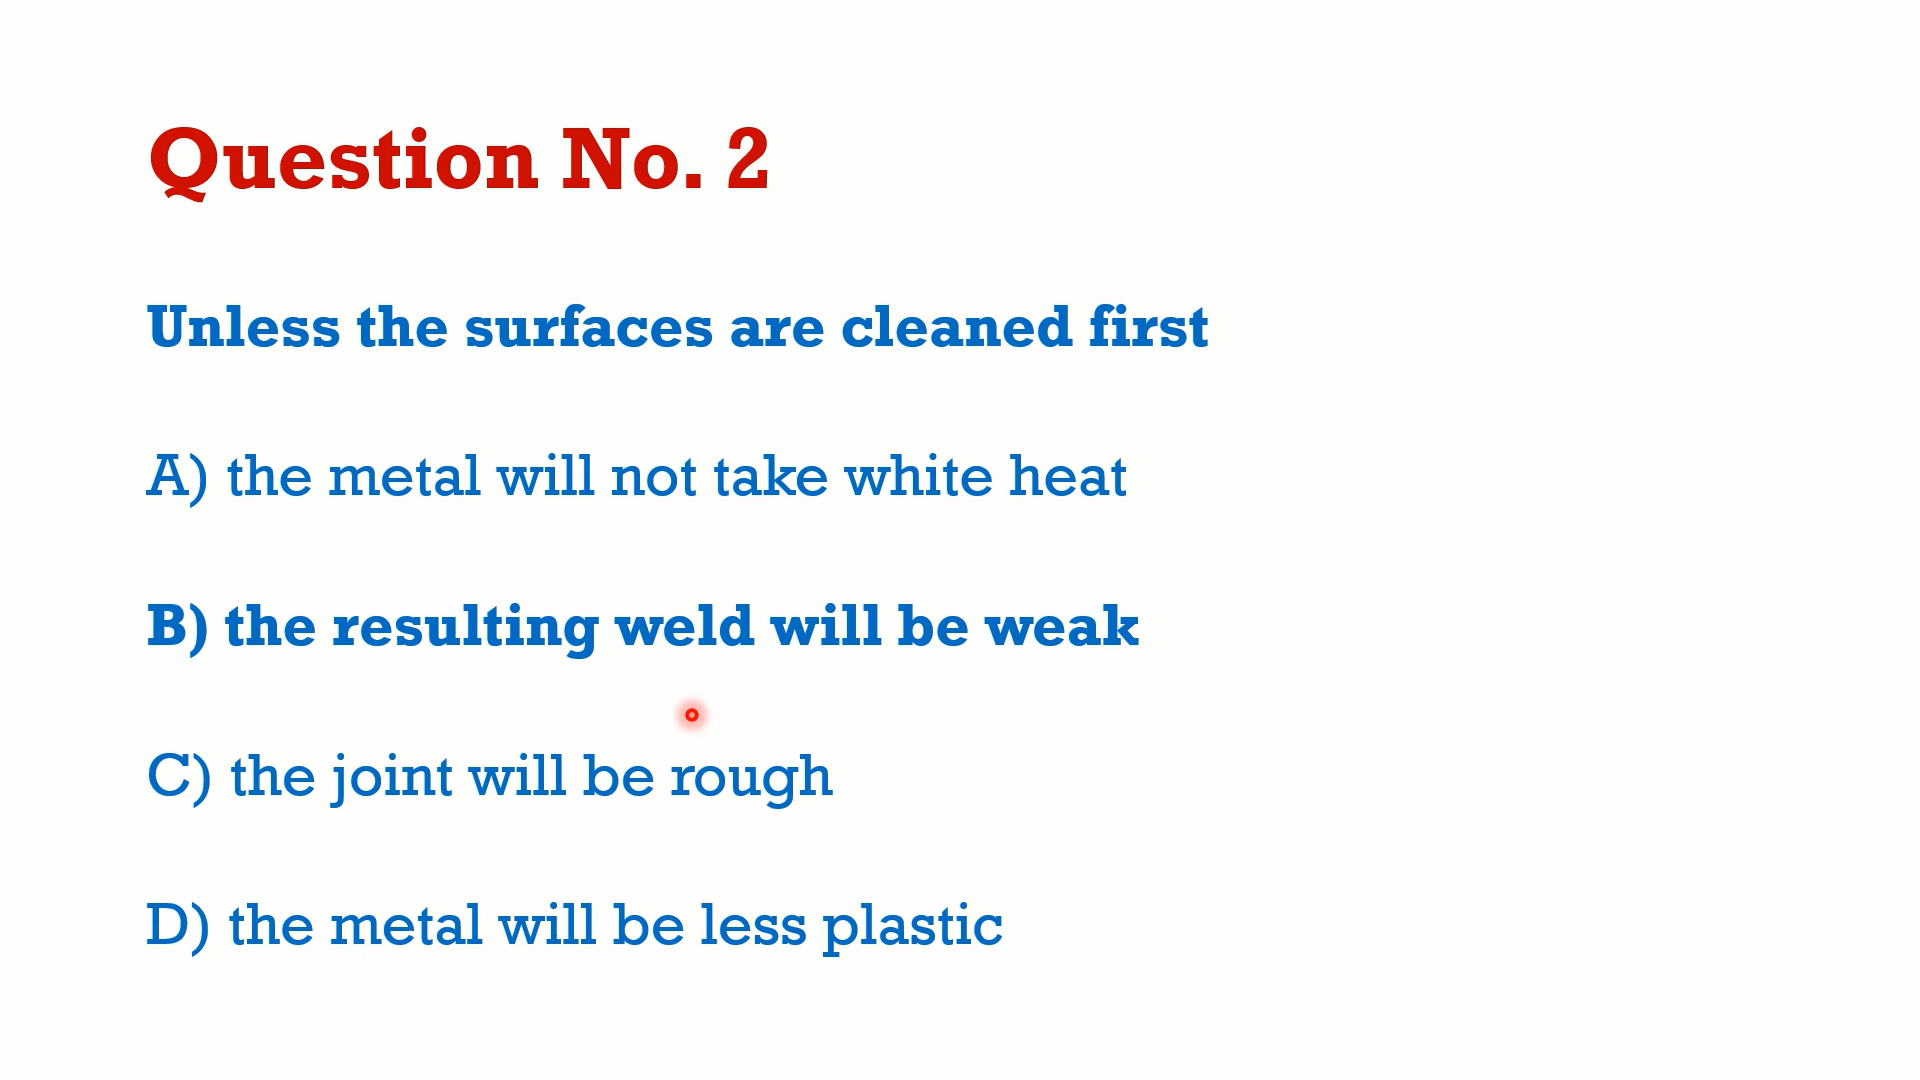 Question No. 2
Unless the surfaces are cleaned first
A) the metal will not take white heat
B) the resulting weld will be weak
C) the joint will be rough
D) the metal will be less plastic